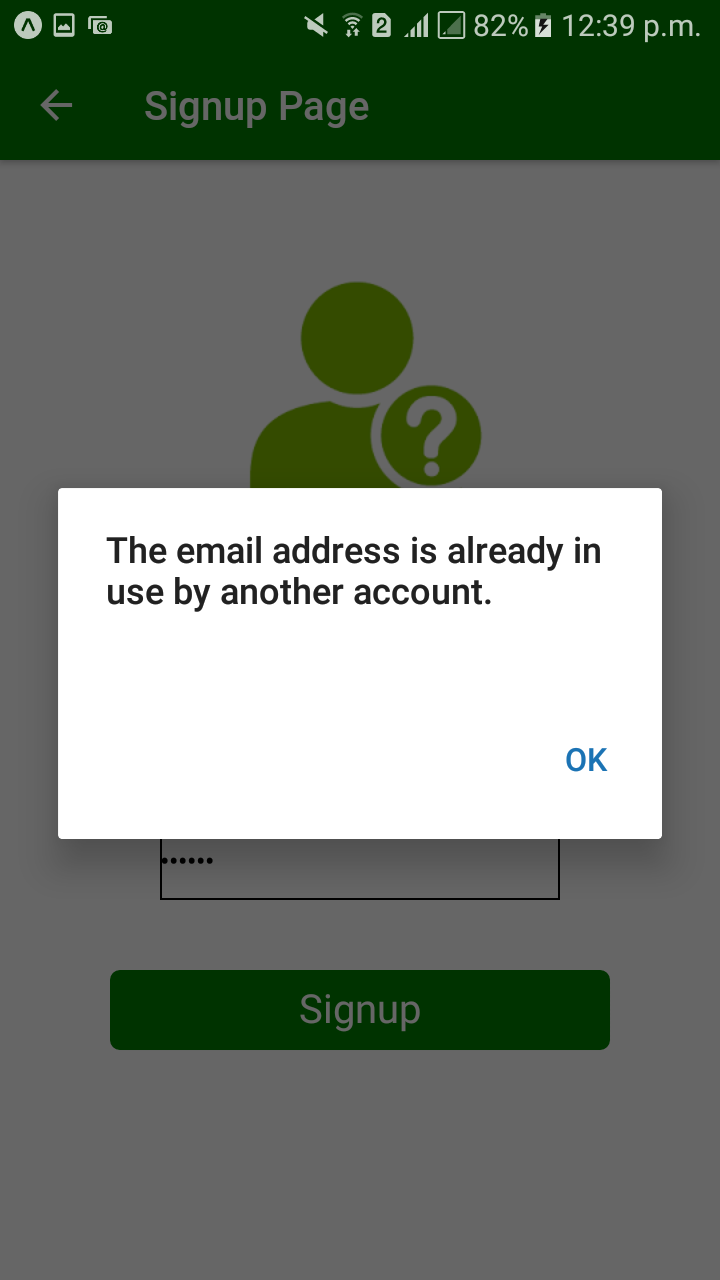 2 82% 12:39 p.m.
Signup Page
?
The email address is already in
use by another account.
OK
••••••
Signup